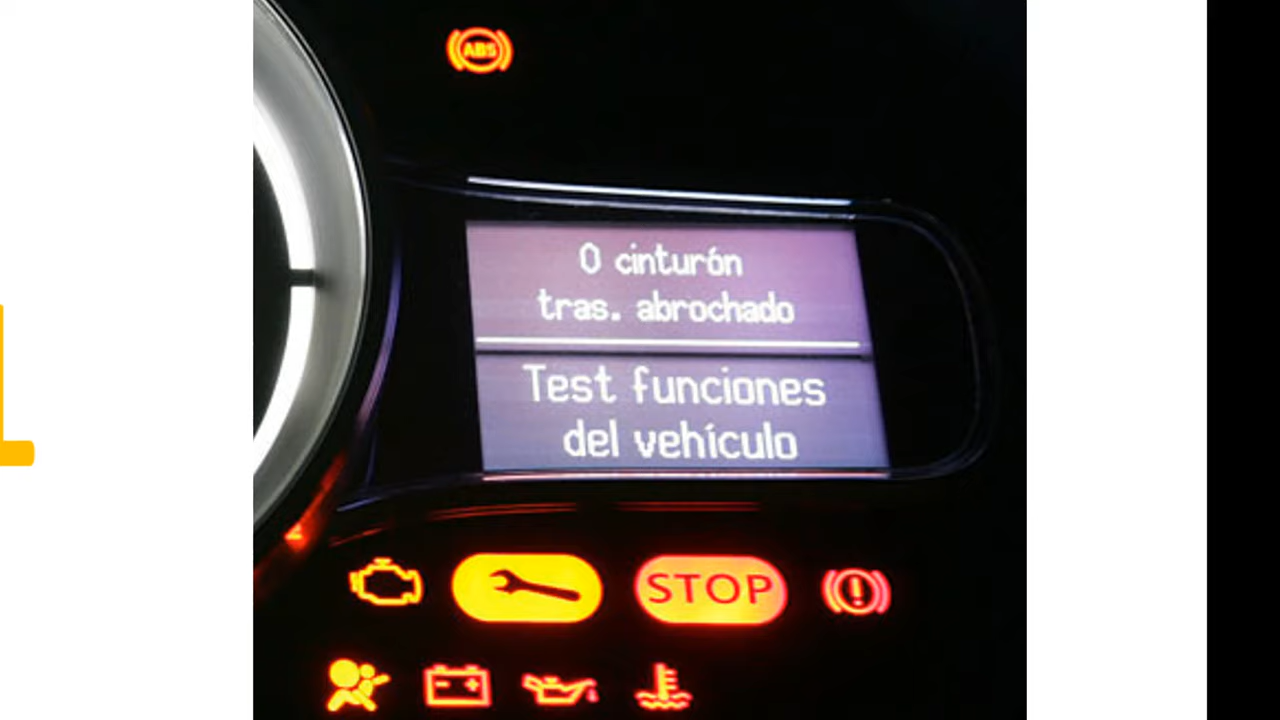 ABS
0 cinturón
tras. abrochado
Test funciones
del vehículo
STOP